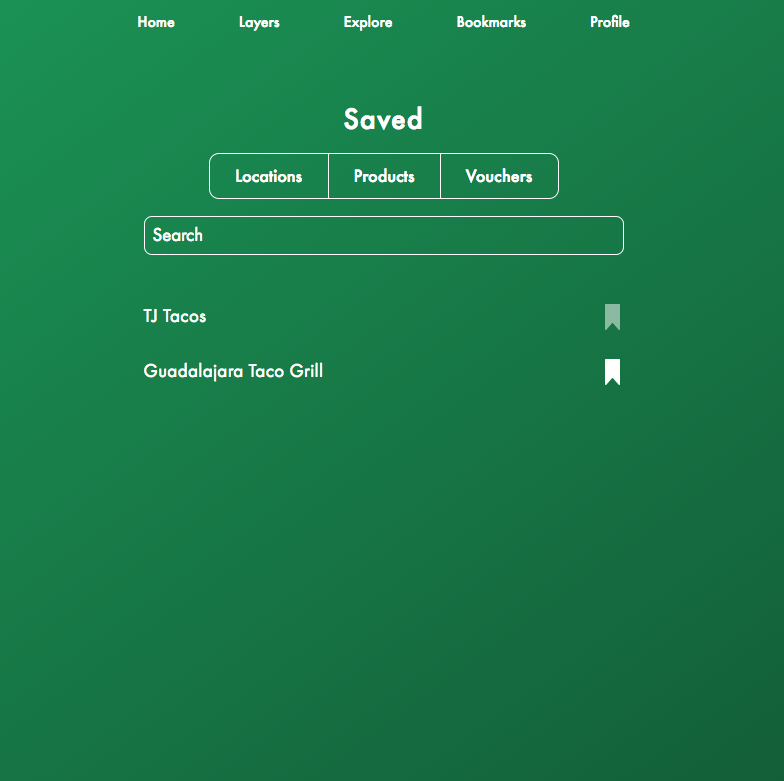 Home Layers Explore Bookmarks Profile
Saved
Locations Products Vouchers
Search
TJ Tacos
Guadalajara Taco Grill